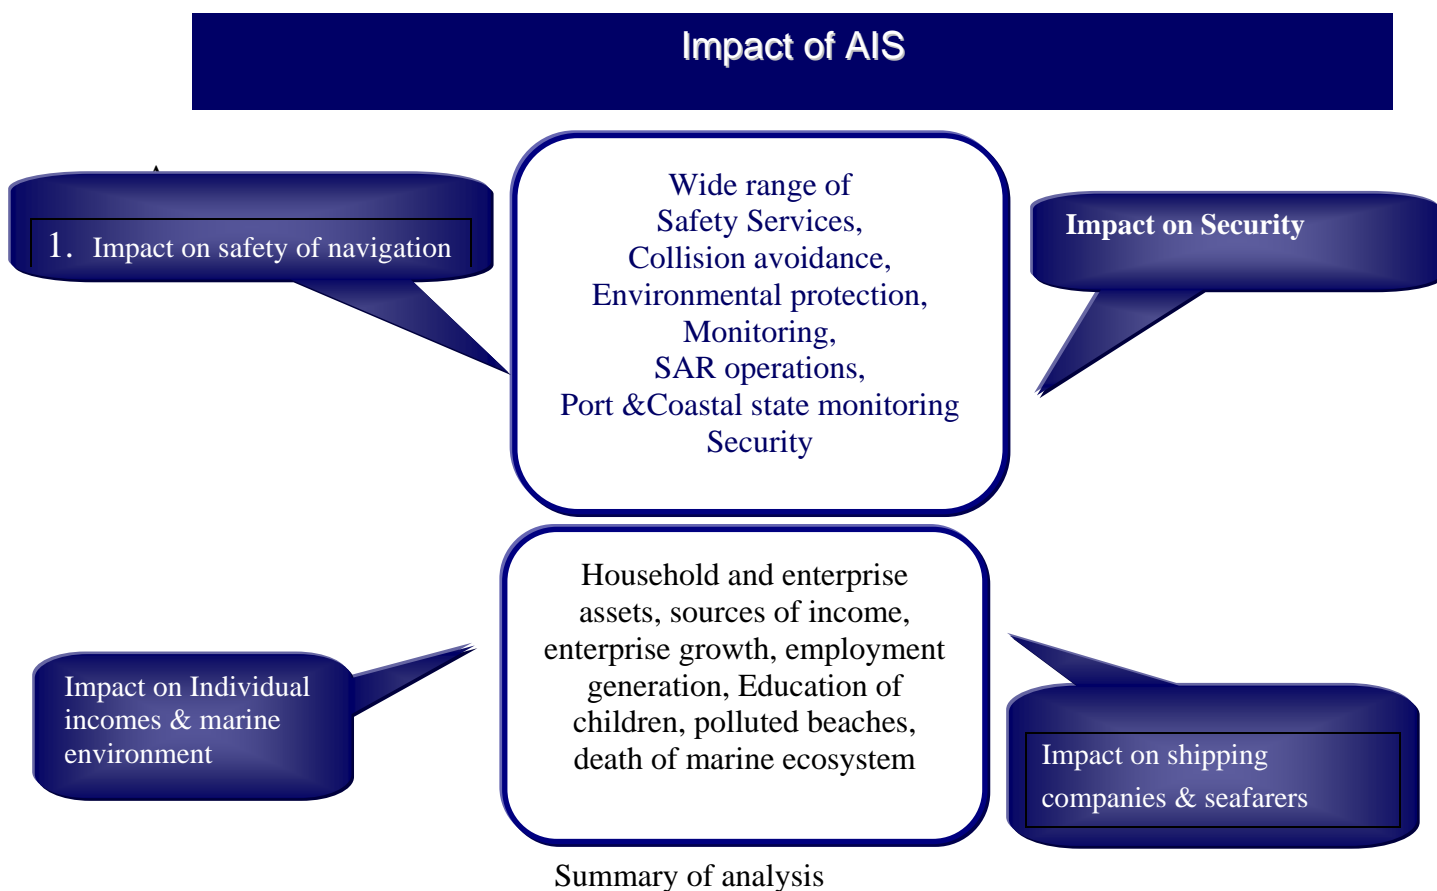 Impact of AIS
1. Impact on safety of navigation
Wide range of
Safety Services,
Collision avoidance,
Environmental protection,
Monitoring,
SAR operations,
Port &Coastal state monitoring
Security
Impact on Security
Household and enterprise
assets, sources of income,
enterprise growth, employment
generation, Education of
children, polluted beaches,
death of marine ecosystem
Impact on Individual
incomes & marine
environment
Impact on shipping
companies & seafarers
Summary of analysis